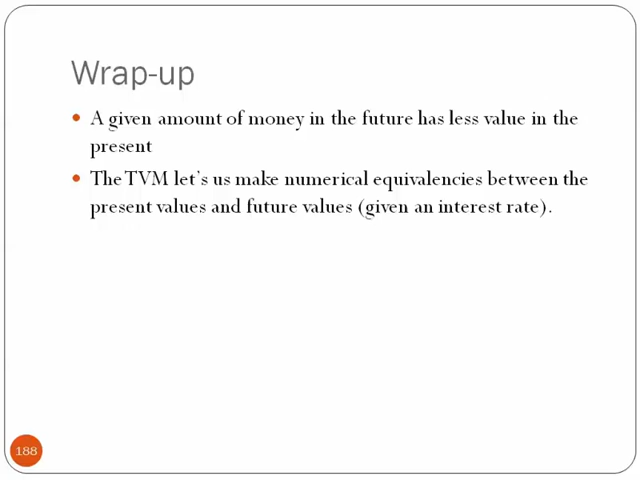 Wrap-up
• A given amount of money in the future has less value in the
present
• The TVM let's us make numerical equivalencies between the
present values and future values (given an interest rate).
188